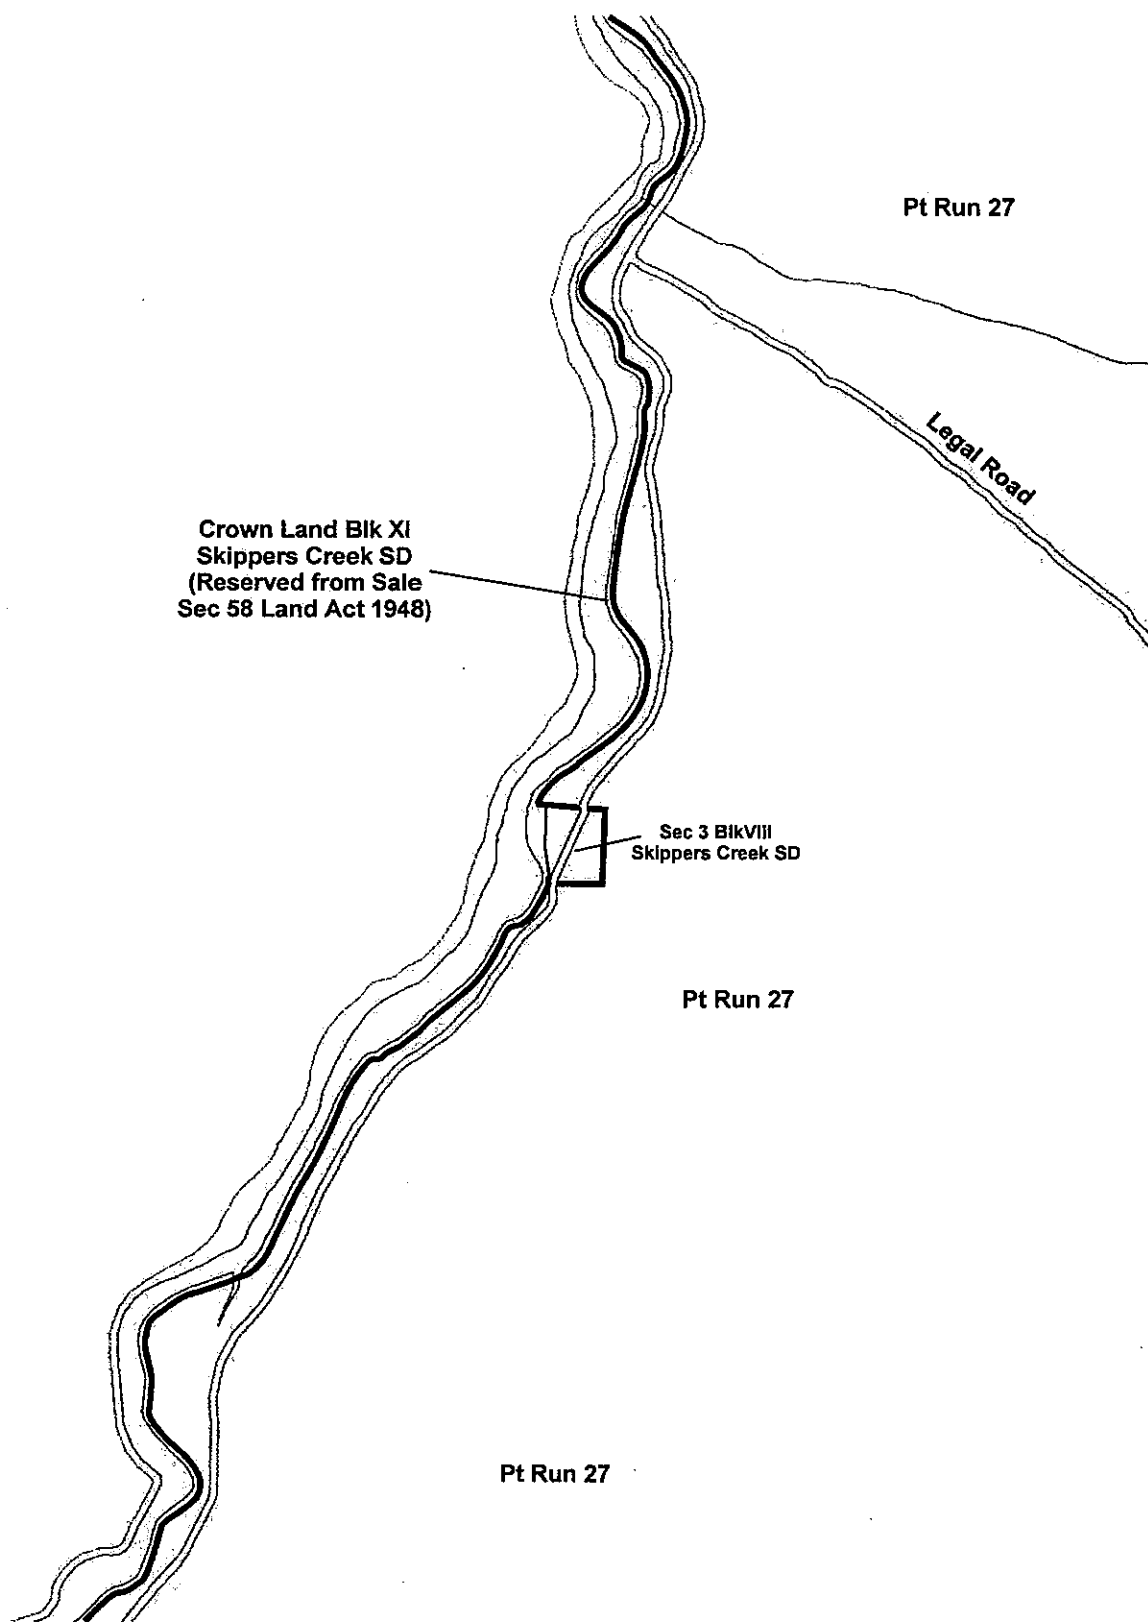 Pt Run 27
Legal Road
Crown Land Blk XI
Skippers Creek SD
(Reserved from Sale
Sec 58 Land Act 1948)
Sec 3 BlkVIII
Skippers Creek SD
Pt Run 27
Pt Run 27